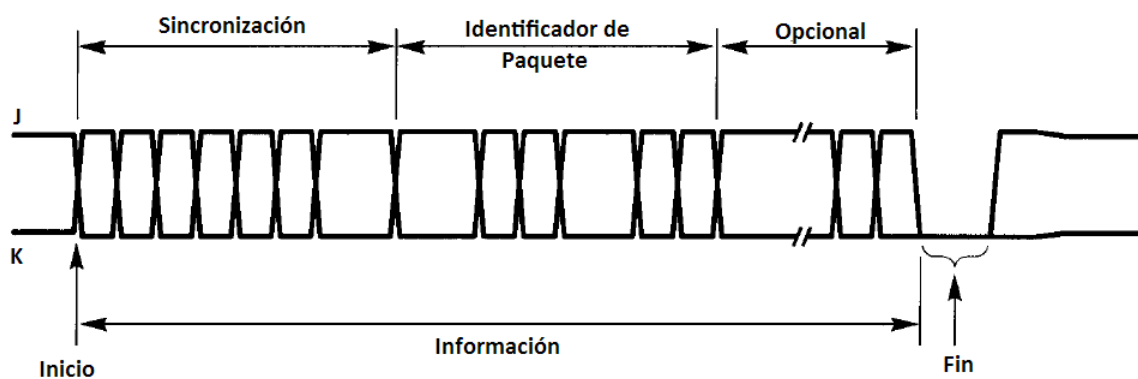 Sincronización
Identificador de
Paquete
Opcional
J
K
Información
Inicio
Fin